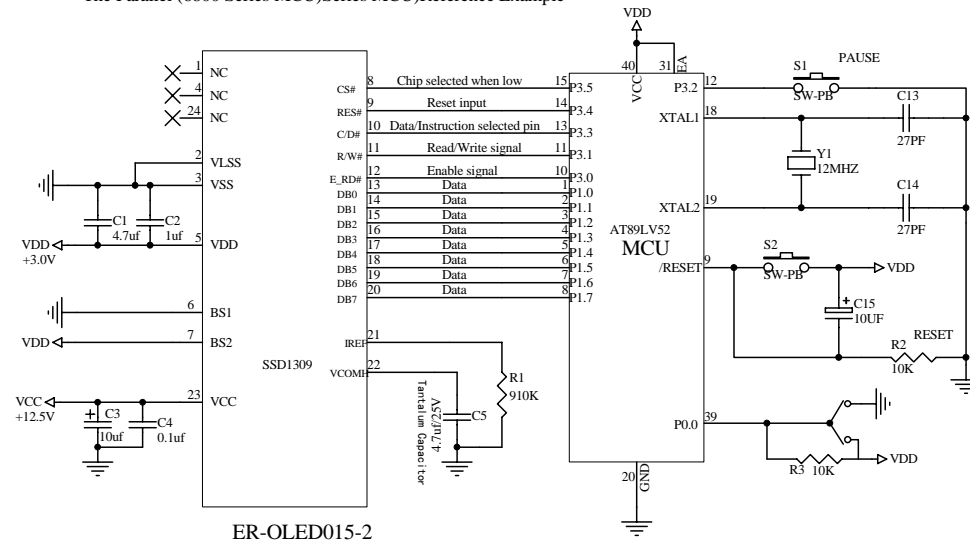 The Parallel (6800 Series MCU)Series MCU)Reference Example
VDD
1 NC
4 NC
24 NC
2 VLSS
3 VSS
C1
4.7uf
C2
1uf
VDD
+3.0V
5 VDD
6 BS1
VDD
7 BS2
VCC
+12.5V
23 VCC
C3
10uf
C4
0.1uf
SSD1309
ER-OLED015-2
CS# 8 Chip selected when low 15 P3.5
RES# 9 Reset input 14 P3.4
C/D# 10 Data/Instruction selected pin 13 P3.3
R/W# 11 Read/Write signal 11 P3.1
E_RD# 12 Enable signal 10 P3.0
DB0 13 Data 1 P1.0
DB1 14 Data 2 P1.1
DB2 15 Data 3 P1.2
DB3 16 Data 4 P1.3
DB4 17 Data 5 P1.4
DB5 18 Data 6 P1.5
DB6 19 Data 7 P1.6
DB7 20 Data 8 P1.7
IREF 21
VCOMH 22
R1
910K
C5
4.7uf/25V
Tantalum Capacitor
40 VCC
31 EA
AT89LV52
MCU
20 GND
P3.2 12
S1
SW-PB
PAUSE
XTAL1 18
C13
27PF
Y1
12MHZ
XTAL2 19
C14
27PF
/RESET 9
S2
SW-PB
VDD
C15
10UF
RESET
R2
10K
P0.0 39
R3 10K
VDD